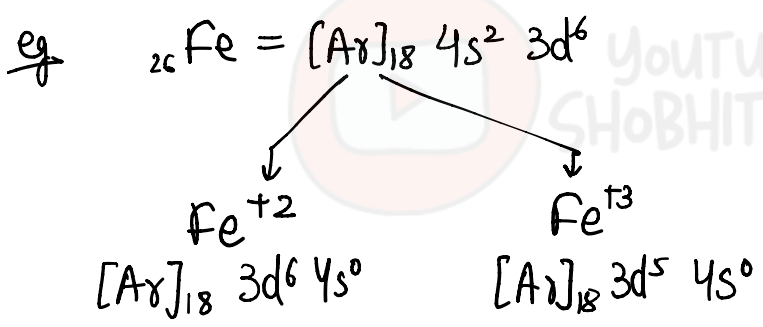 eg. ₂₆Fe = [Ar]₁₈ 4s² 3d⁶
YOUTU
SHOBHIT
Fe⁺² Fe⁺³
[Ar]₁₈ 3d⁶ 4s⁰ [Ar]₁₈ 3d⁵ 4s⁰